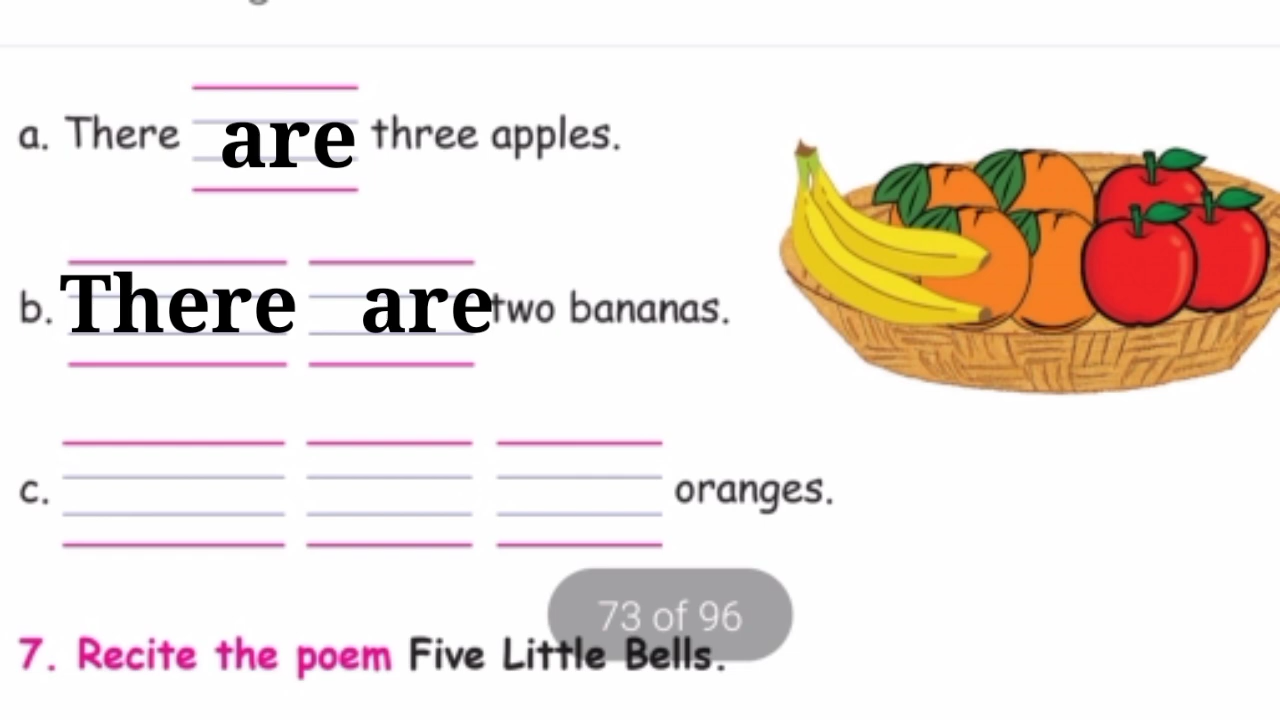 a. There are three apples.
b. There are two bananas.
c. oranges.
73 of 96
7. Recite the poem Five Little Bells.